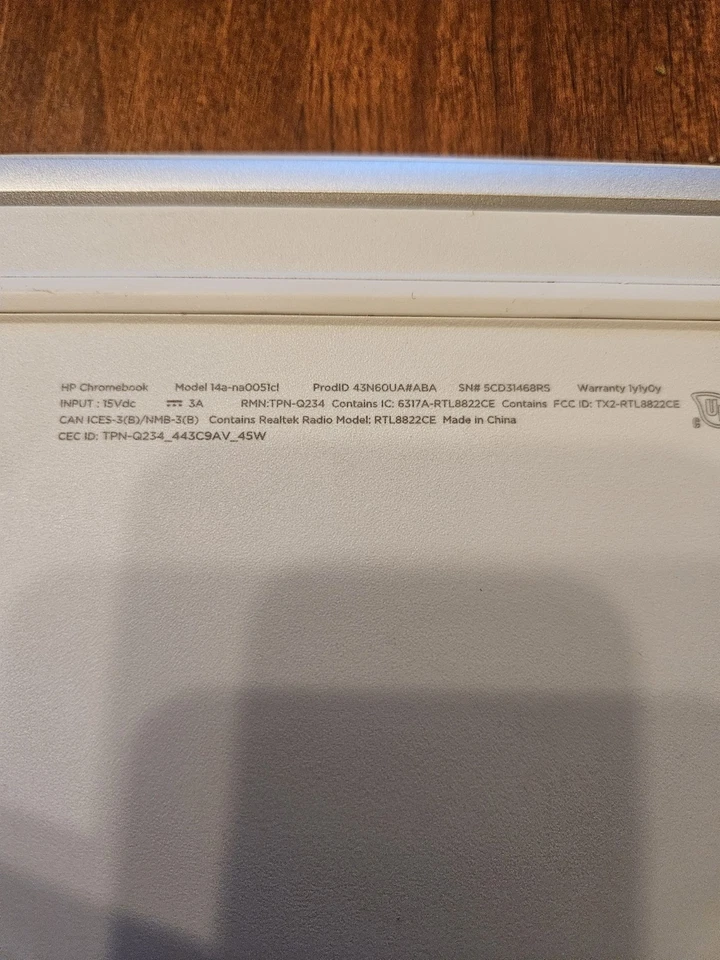 HP Chromebook Model 14a-na0051cl ProdID 43N60UA#ABA SN# 5CD31468RS Warranty 1y1y0y
INPUT : 15Vdc ⎓ 3A RMN:TPN-Q234 Contains IC: 6317A-RTL8822CE Contains FCC ID: TX2-RTL8822CE
CAN ICES-3(B)/NMB-3(B) Contains Realtek Radio Model: RTL8822CE Made in China
CEC ID: TPN-Q234_443C9AV_45W